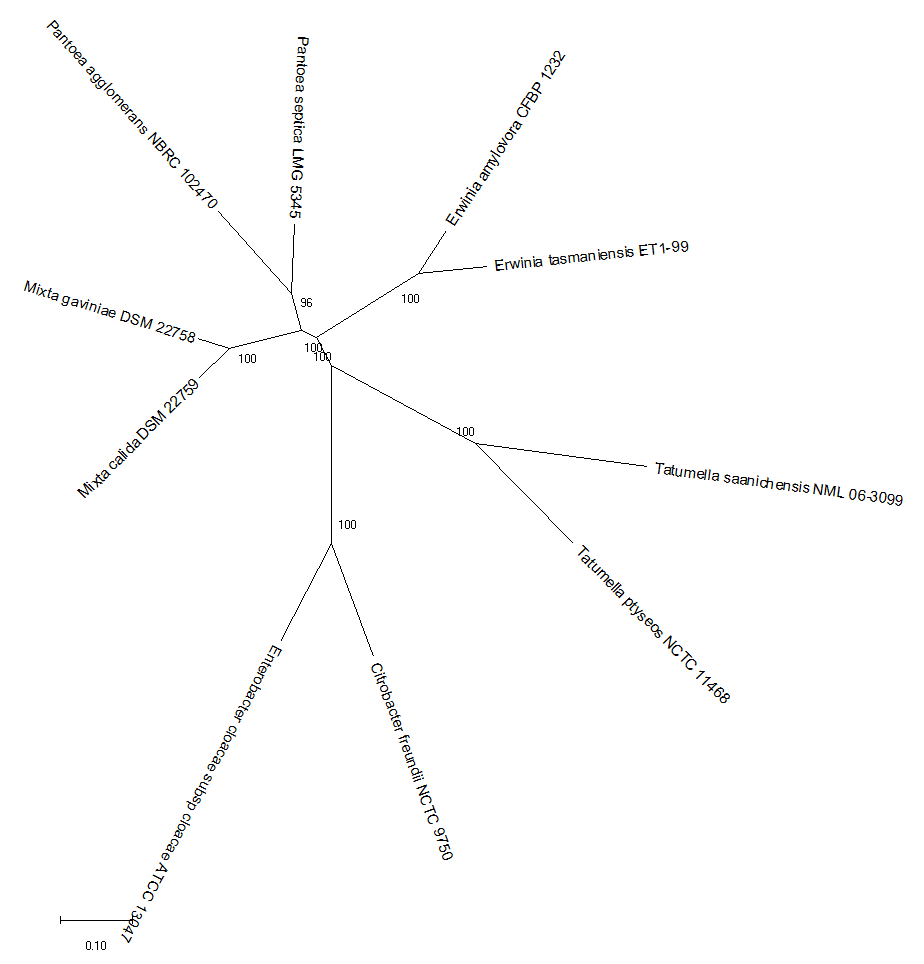 Pantoea agglomerans NBRC 102470
Pantoea septica LMG 5345
Erwinia amylovora CFBP 1232
Erwinia tasmaniensis ET1-99
96
100
Mixta gaviniae DSM 22758
100
100
100
Mixta calida DSM 22759
100
Tatumella saanichensis NML 06-3099
100
Tatumella ptyseos NCTC 11468
Enterobacter cloacae subsp cloacae ATCC 13047
Citrobacter freundii NCTC 9750
0.10